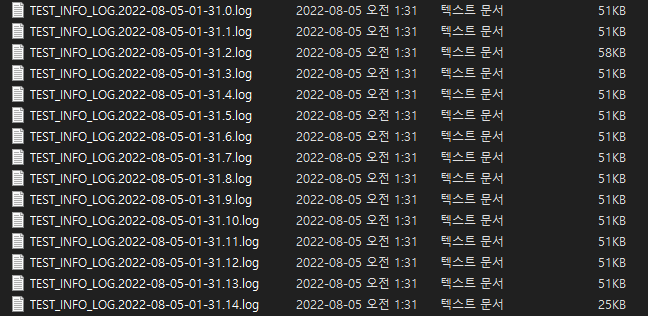 TEST_INFO_LOG.2022-08-05-01-31.0.log 2022-08-05 오전 1:31 텍스트 문서 51KB
TEST_INFO_LOG.2022-08-05-01-31.1.log 2022-08-05 오전 1:31 텍스트 문서 51KB
TEST_INFO_LOG.2022-08-05-01-31.2.log 2022-08-05 오전 1:31 텍스트 문서 58KB
TEST_INFO_LOG.2022-08-05-01-31.3.log 2022-08-05 오전 1:31 텍스트 문서 51KB
TEST_INFO_LOG.2022-08-05-01-31.4.log 2022-08-05 오전 1:31 텍스트 문서 51KB
TEST_INFO_LOG.2022-08-05-01-31.5.log 2022-08-05 오전 1:31 텍스트 문서 51KB
TEST_INFO_LOG.2022-08-05-01-31.6.log 2022-08-05 오전 1:31 텍스트 문서 51KB
TEST_INFO_LOG.2022-08-05-01-31.7.log 2022-08-05 오전 1:31 텍스트 문서 51KB
TEST_INFO_LOG.2022-08-05-01-31.8.log 2022-08-05 오전 1:31 텍스트 문서 51KB
TEST_INFO_LOG.2022-08-05-01-31.9.log 2022-08-05 오전 1:31 텍스트 문서 51KB
TEST_INFO_LOG.2022-08-05-01-31.10.log 2022-08-05 오전 1:31 텍스트 문서 51KB
TEST_INFO_LOG.2022-08-05-01-31.11.log 2022-08-05 오전 1:31 텍스트 문서 51KB
TEST_INFO_LOG.2022-08-05-01-31.12.log 2022-08-05 오전 1:31 텍스트 문서 51KB
TEST_INFO_LOG.2022-08-05-01-31.13.log 2022-08-05 오전 1:31 텍스트 문서 51KB
TEST_INFO_LOG.2022-08-05-01-31.14.log 2022-08-05 오전 1:31 텍스트 문서 25KB